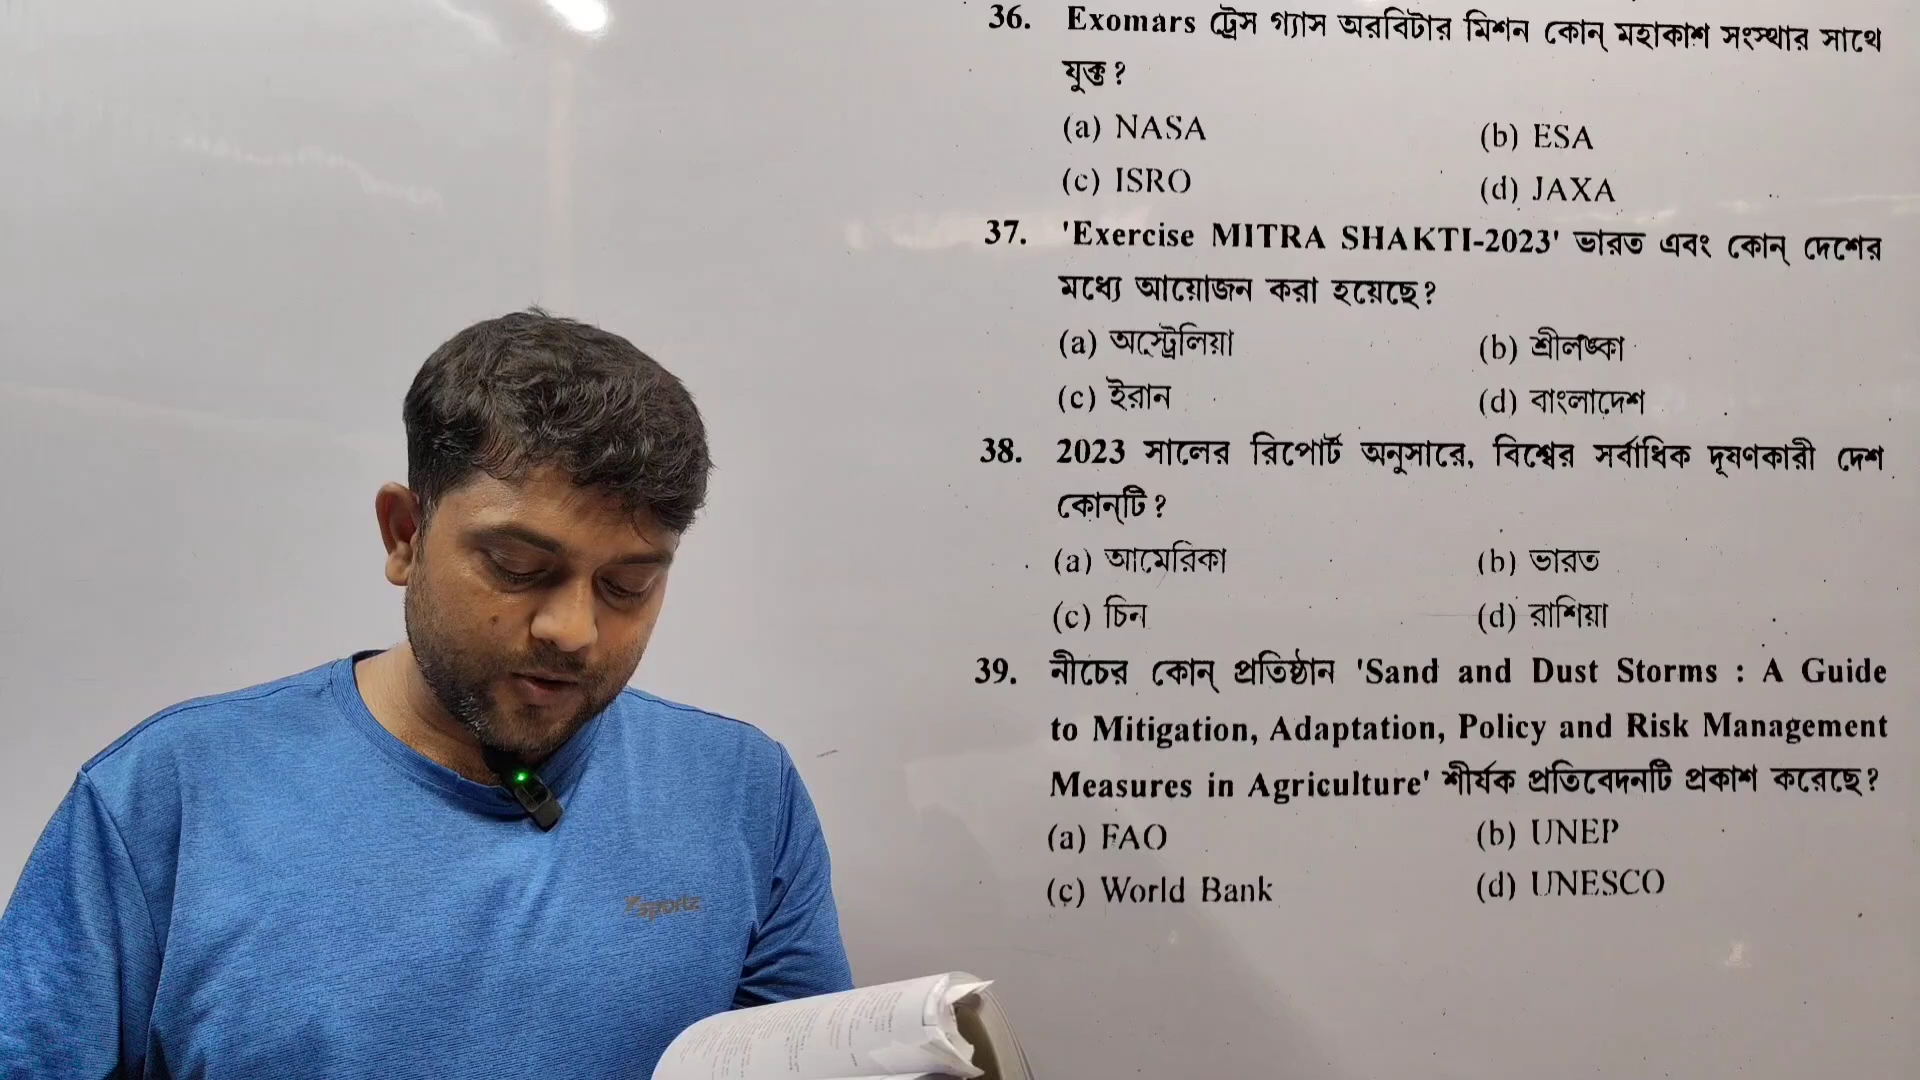 36. Exomars ট্রেস গ্যাস অরবিটার মিশন কোন্ মহাকাশ সংস্থার সাথে
যুক্ত?
(a) NASA (b) ESA
(c) ISRO (d) JAXA
37. 'Exercise MITRA SHAKTI-2023' ভারত এবং কোন্ দেশের
মধ্যে আয়োজন করা হয়েছে?
(a) অস্ট্রেলিয়া (b) শ্রীলঙ্কা
(c) ইরান (d) বাংলাদেশ
38. 2023 সালের রিপোর্ট অনুসারে, বিশ্বের সর্বাধিক দূষণকারী দেশ
কোন্‌টি?
(a) আমেরিকা (b) ভারত
(c) চিন (d) রাশিয়া
39. নীচের কোন্ প্রতিষ্ঠান 'Sand and Dust Storms : A Guide
to Mitigation, Adaptation, Policy and Risk Management
Measures in Agriculture' শীর্ষক প্রতিবেদনটি প্রকাশ করেছে?
(a) FAO (b) UNEP
(c) World Bank (d) UNESCO